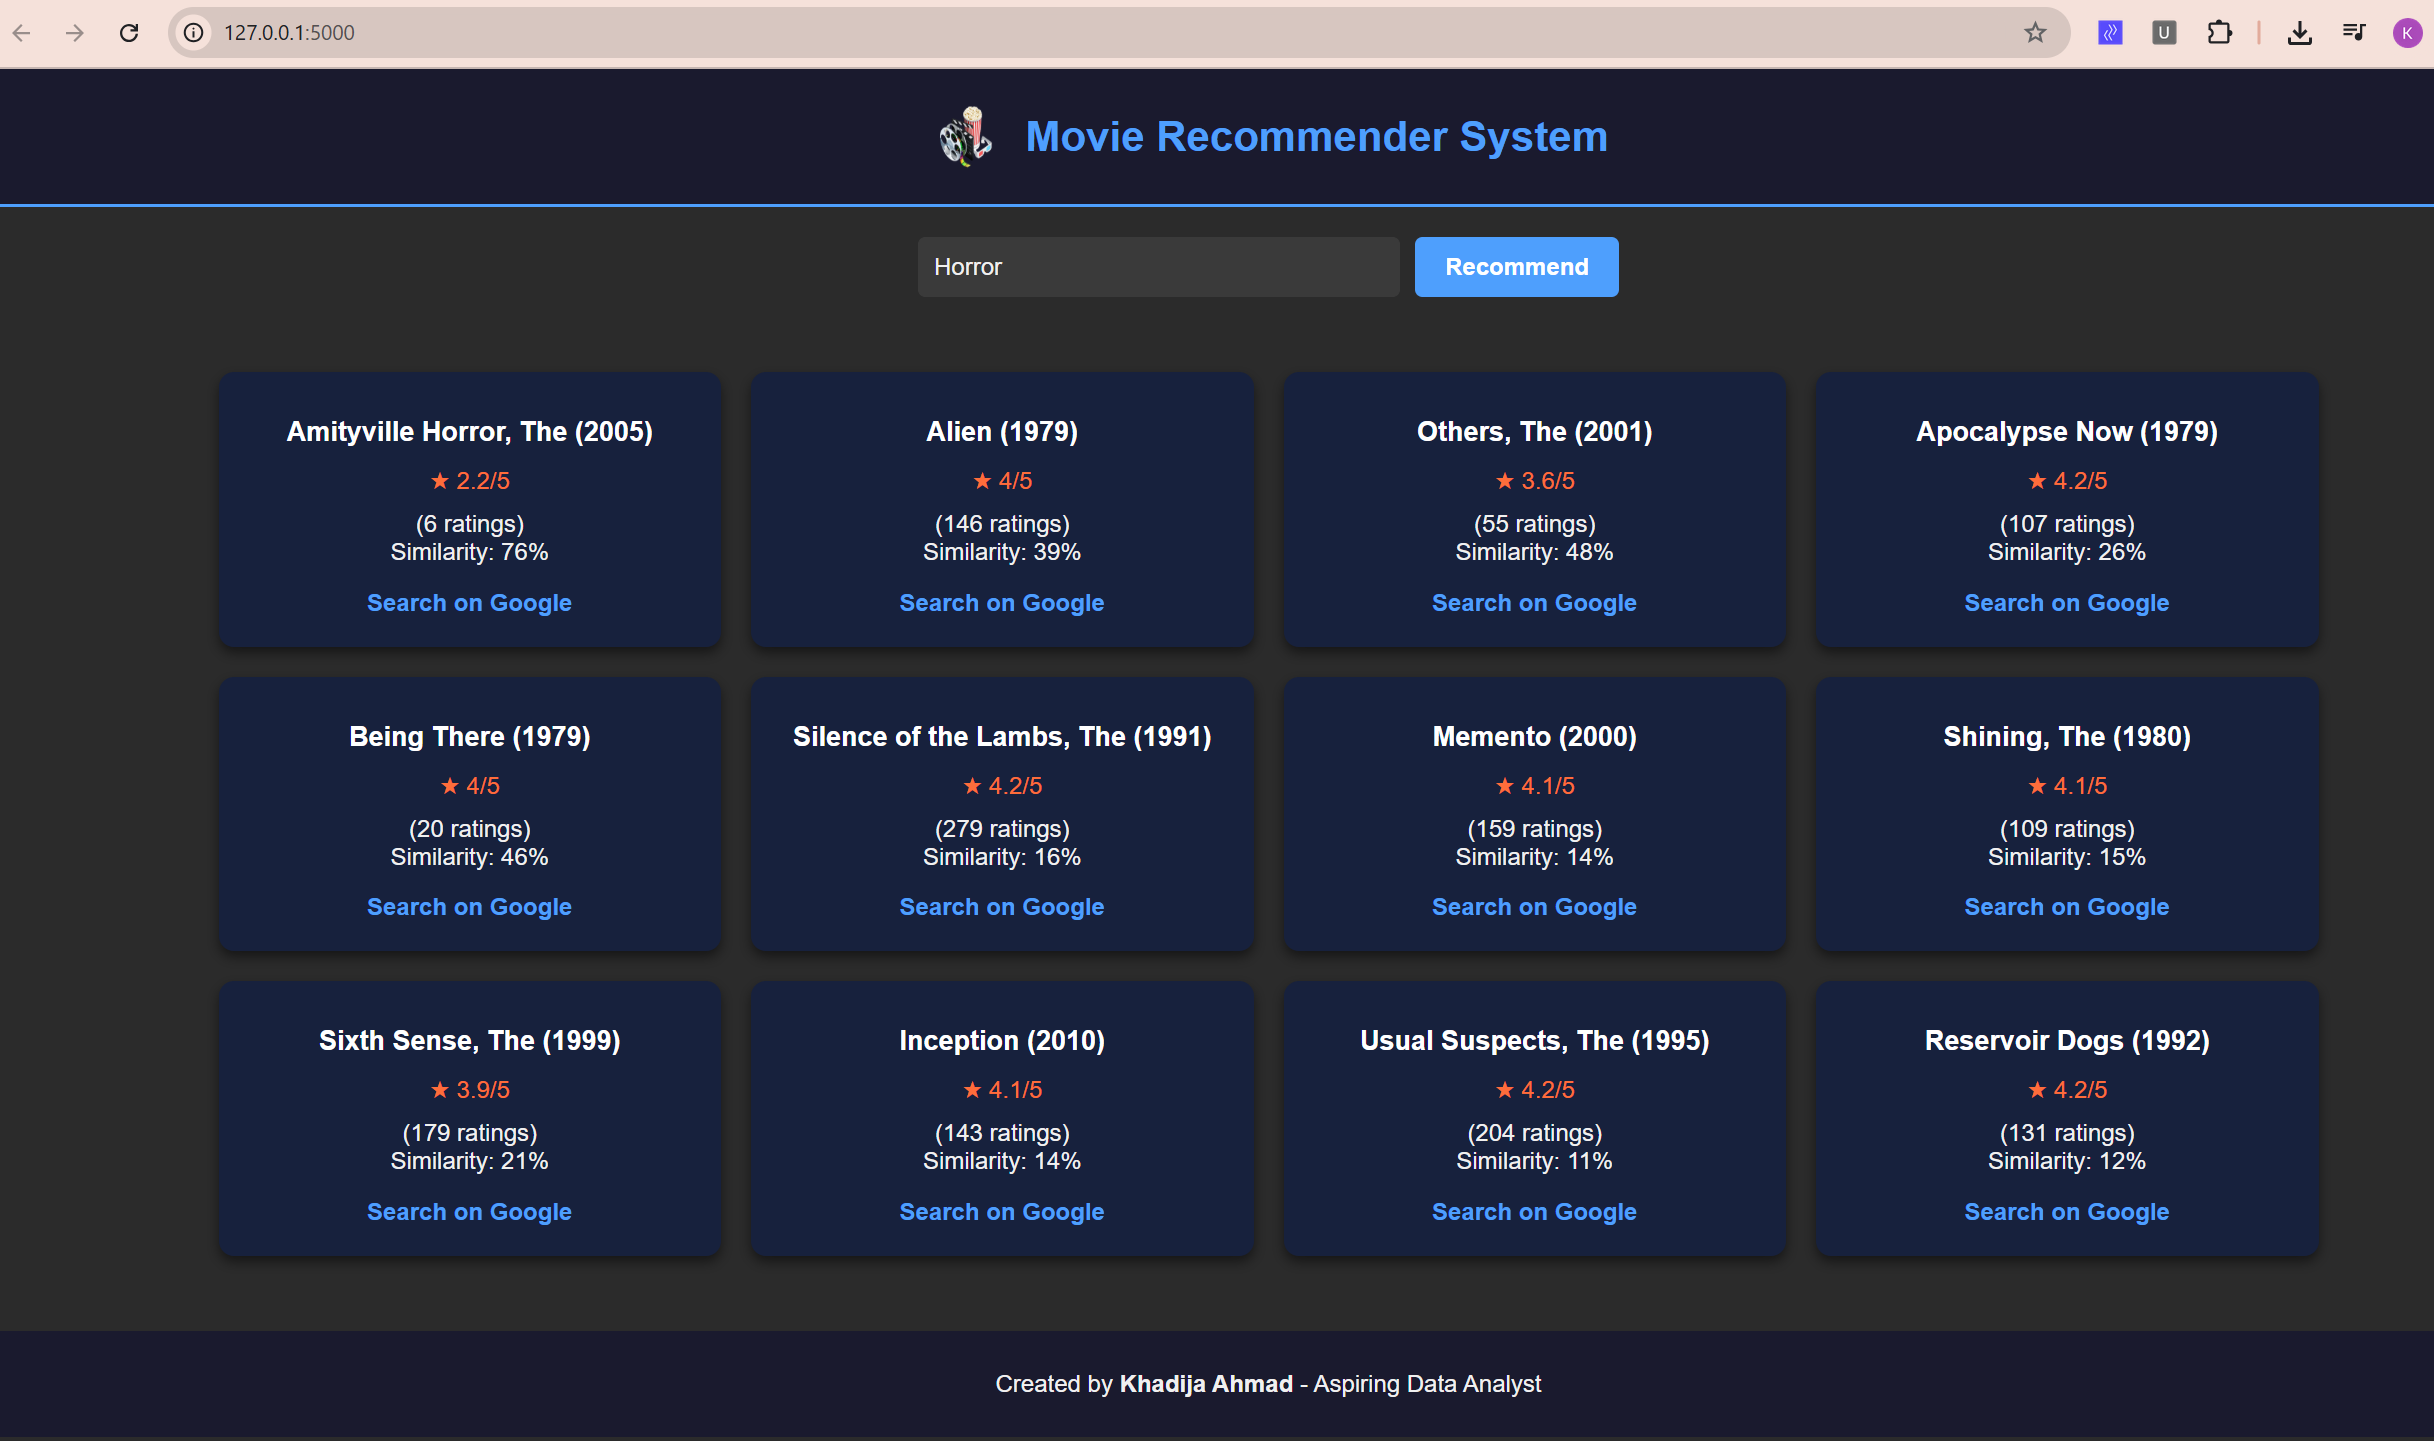 127.0.0.1:5000
U
K
Movie Recommender System
Horror
Recommend
Amityville Horror, The (2005)
★ 2.2/5
(6 ratings)
Similarity: 76%
Search on Google
Alien (1979)
★ 4/5
(146 ratings)
Similarity: 39%
Search on Google
Others, The (2001)
★ 3.6/5
(55 ratings)
Similarity: 48%
Search on Google
Apocalypse Now (1979)
★ 4.2/5
(107 ratings)
Similarity: 26%
Search on Google
Being There (1979)
★ 4/5
(20 ratings)
Similarity: 46%
Search on Google
Silence of the Lambs, The (1991)
★ 4.2/5
(279 ratings)
Similarity: 16%
Search on Google
Memento (2000)
★ 4.1/5
(159 ratings)
Similarity: 14%
Search on Google
Shining, The (1980)
★ 4.1/5
(109 ratings)
Similarity: 15%
Search on Google
Sixth Sense, The (1999)
★ 3.9/5
(179 ratings)
Similarity: 21%
Search on Google
Inception (2010)
★ 4.1/5
(143 ratings)
Similarity: 14%
Search on Google
Usual Suspects, The (1995)
★ 4.2/5
(204 ratings)
Similarity: 11%
Search on Google
Reservoir Dogs (1992)
★ 4.2/5
(131 ratings)
Similarity: 12%
Search on Google
Created by Khadija Ahmad - Aspiring Data Analyst